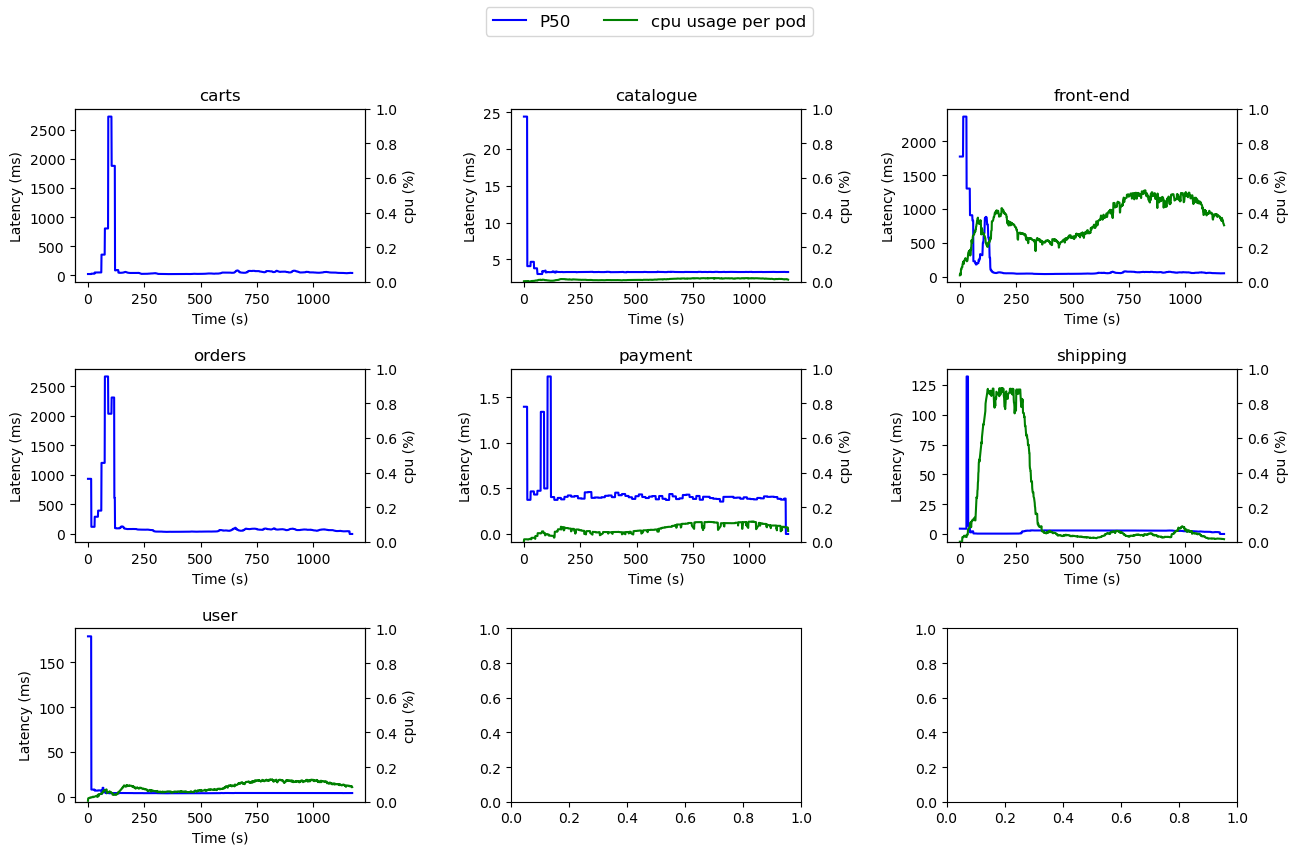 P50 cpu usage per pod
carts catalogue front-end
2500 2000 1500 1000 500 0
Latency (ms)
1.0 0.8 0.6 0.4 0.2 0.0
cpu (%)
0 250 500 750 1000
Time (s)
25 20 15 10 5
Latency (ms)
1.0 0.8 0.6 0.4 0.2 0.0
cpu (%)
0 250 500 750 1000
Time (s)
2000 1500 1000 500 0
Latency (ms)
1.0 0.8 0.6 0.4 0.2 0.0
cpu (%)
0 250 500 750 1000
Time (s)
orders payment shipping
2500 2000 1500 1000 500 0
Latency (ms)
1.0 0.8 0.6 0.4 0.2 0.0
cpu (%)
0 250 500 750 1000
Time (s)
1.5 1.0 0.5 0.0
Latency (ms)
1.0 0.8 0.6 0.4 0.2 0.0
cpu (%)
0 250 500 750 1000
Time (s)
125 100 75 50 25 0
Latency (ms)
1.0 0.8 0.6 0.4 0.2 0.0
cpu (%)
0 250 500 750 1000
Time (s)
user
150 100 50 0
Latency (ms)
1.0 0.8 0.6 0.4 0.2 0.0
cpu (%)
0 250 500 750 1000
Time (s)
1.0 0.8 0.6 0.4 0.2 0.0
0.0 0.2 0.4 0.6 0.8 1.0
1.0 0.8 0.6 0.4 0.2 0.0
0.0 0.2 0.4 0.6 0.8 1.0